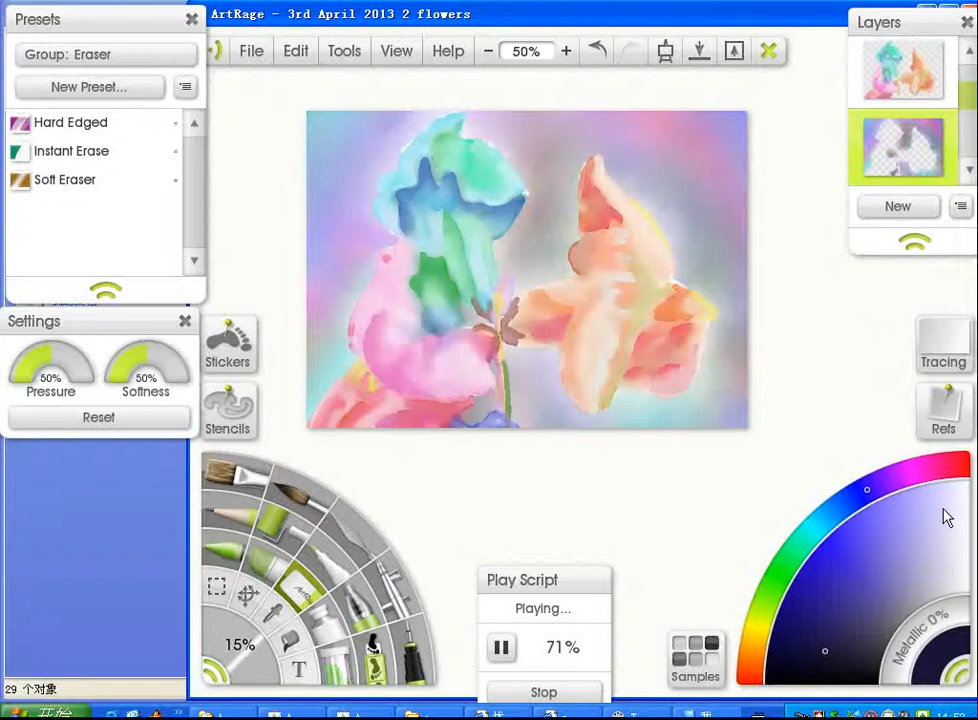 Presets
Group: Eraser
New Preset...
Hard Edged
Instant Erase
Soft Eraser
Settings
50%
50%
Pressure
Softness
Reset
ArtRage - 3rd April 2013 2 flowers
File
Edit
Tools
View
Help
50%
Layers
New
Stickers
Stencils
Tracing
Refs
15%
T
Play Script
Playing...
71%
Stop
Samples
Metallic 0%
29 个对象
开始